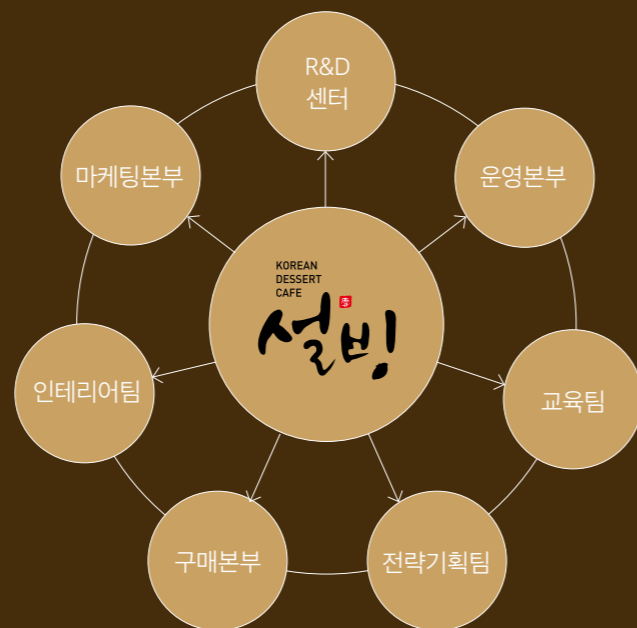 R&D
센터
마케팅본부
운영본부
KOREAN
DESSERT
CAFE
설빙
인테리어팀
교육팀
구매본부
전략기획팀